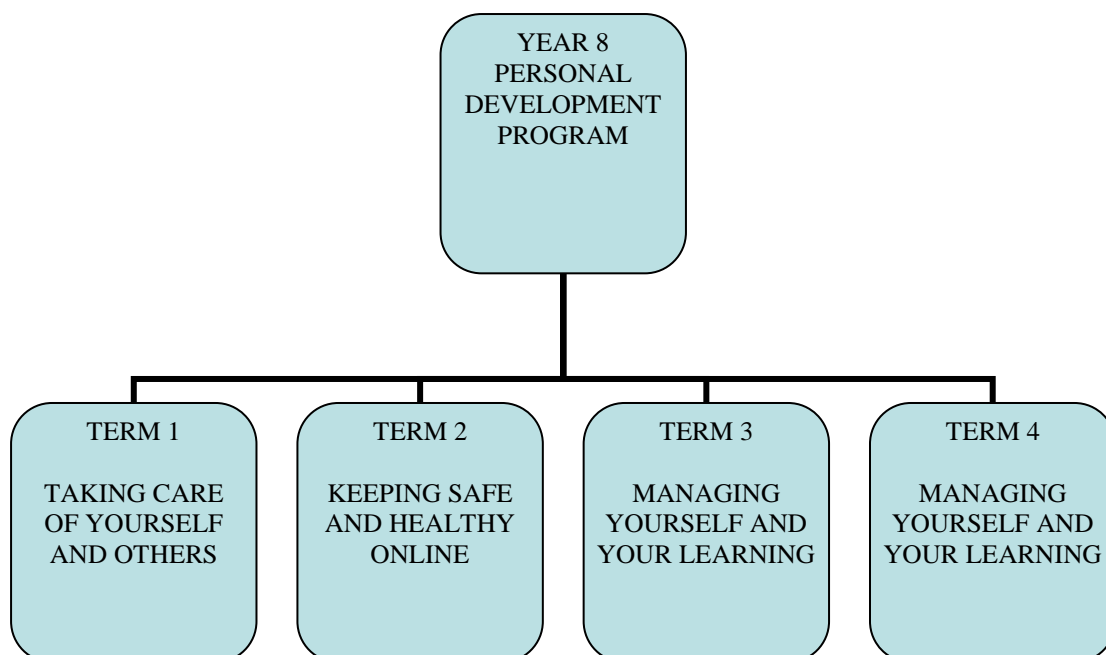 YEAR 8
PERSONAL
DEVELOPMENT
PROGRAM
TERM 1
TAKING CARE
OF YOURSELF
AND OTHERS
TERM 2
KEEPING SAFE
AND HEALTHY
ONLINE
TERM 3
MANAGING
YOURSELF AND
YOUR LEARNING
TERM 4
MANAGING
YOURSELF AND
YOUR LEARNING